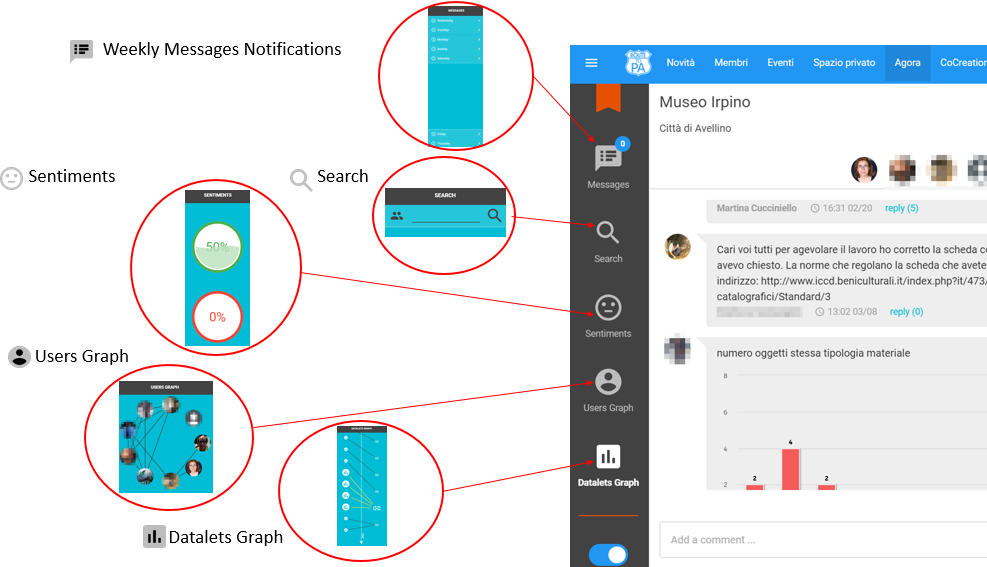 Weekly Messages Notifications
MESSAGES
Sentiments
SENTIMENTS
50%
0%
Search
SEARCH
Users Graph
USERS GRAPH
Datalets Graph
DATALETS GRAPH
PA
Novità Membri Eventi Spazio privato Agora CoCreation
Museo Irpino
Città di Avellino
0
Messages
Search
Sentiments
Users Graph
Datalets Graph
Martina Cucciniello 16:31 02/20 reply (5)
Cari voi tutti per agevolare il lavoro ho corretto la scheda
avevo chiesto. La norme che regolano la scheda che avete
indirizzo: http://www.iccd.beniculturali.it/index.php?it/473/
catalografici/Standard/3
13:02 03/08 reply (0)
numero oggetti stessa tipologia materiale
8
6
4
2
2
4
2
Add a comment ...